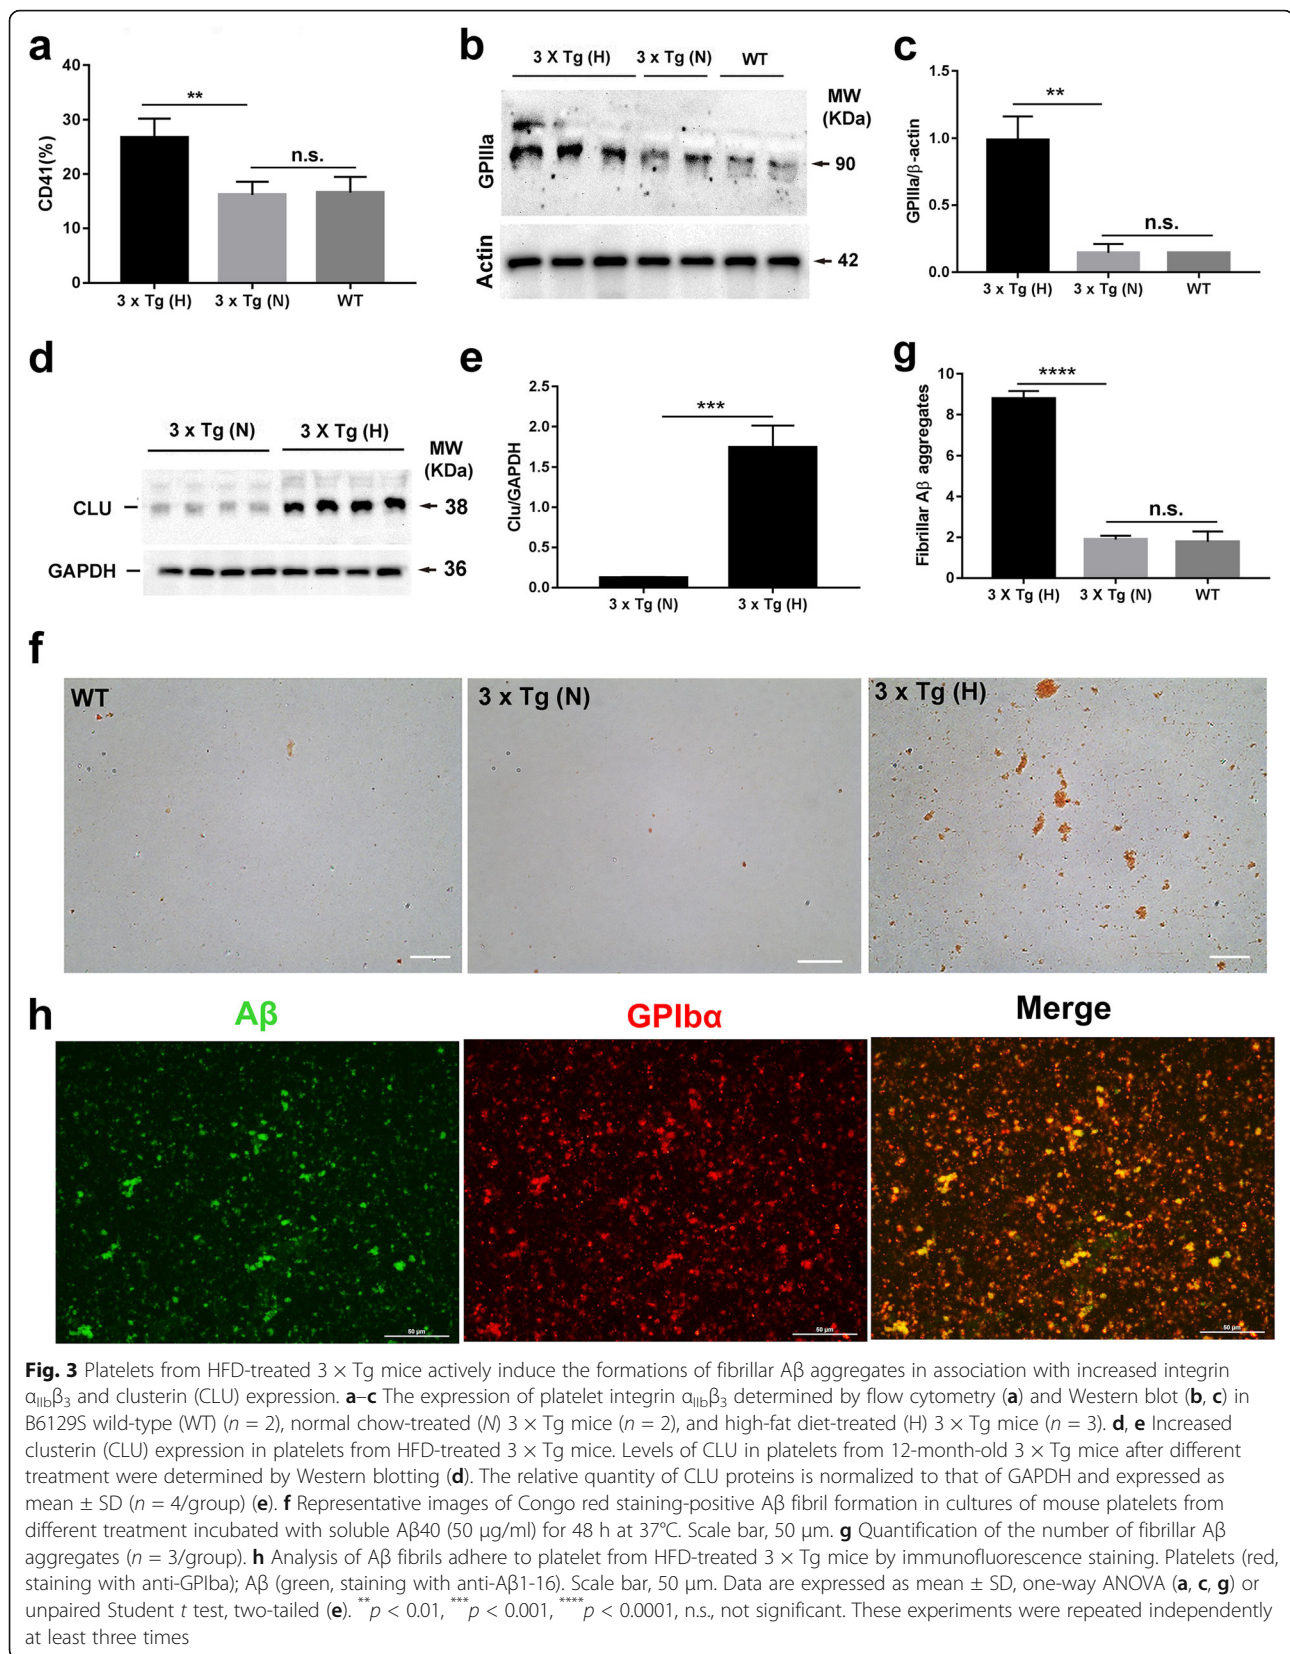 a
40
30
20
10
0
CD41(%)
**
n.s.
3 x Tg (H)
3 x Tg (N)
WT
b
3 X Tg (H)
3 x Tg (N)
WT
MW
(KDa)
GPIIIa
90
Actin
42
c
1.5
1.0
0.5
0.0
GPIIIa/β-actin
**
n.s.
3 x Tg (H)
3 x Tg (N)
WT
d
3 x Tg (N)
3 X Tg (H)
MW
(KDa)
CLU
38
GAPDH
36
e
2.5
2.0
1.5
1.0
0.5
0.0
Clu/GAPDH
***
3 x Tg (N)
3 x Tg (H)
g
10
8
6
4
2
0
Fibrillar Aβ aggregates
****
n.s.
3 X Tg (H)
3 X Tg (N)
WT
f
WT
3 x Tg (N)
3 x Tg (H)
h
Aβ
GPIbα
Merge
50 µm
50 µm
50 µm
Fig. 3 Platelets from HFD-treated 3 × Tg mice actively induce the formations of fibrillar Aβ aggregates in association with increased integrin
αIIbβ3 and clusterin (CLU) expression. a–c The expression of platelet integrin αIIbβ3 determined by flow cytometry (a) and Western blot (b, c) in
B6129S wild-type (WT) (n = 2), normal chow-treated (N) 3 × Tg mice (n = 2), and high-fat diet-treated (H) 3 × Tg mice (n = 3). d, e Increased
clusterin (CLU) expression in platelets from HFD-treated 3 × Tg mice. Levels of CLU in platelets from 12-month-old 3 × Tg mice after different
treatment were determined by Western blotting (d). The relative quantity of CLU proteins is normalized to that of GAPDH and expressed as
mean ± SD (n = 4/group) (e). f Representative images of Congo red staining-positive Aβ fibril formation in cultures of mouse platelets from
different treatment incubated with soluble Aβ40 (50 µg/ml) for 48 h at 37°C. Scale bar, 50 µm. g Quantification of the number of fibrillar Aβ
aggregates (n = 3/group). h Analysis of Aβ fibrils adhere to platelet from HFD-treated 3 × Tg mice by immunofluorescence staining. Platelets (red,
staining with anti-GPIba); Aβ (green, staining with anti-Aβ1-16). Scale bar, 50 µm. Data are expressed as mean ± SD, one-way ANOVA (a, c, g) or
unpaired Student t test, two-tailed (e). **p < 0.01, ***p < 0.001, ****p < 0.0001, n.s., not significant. These experiments were repeated independently
at least three times